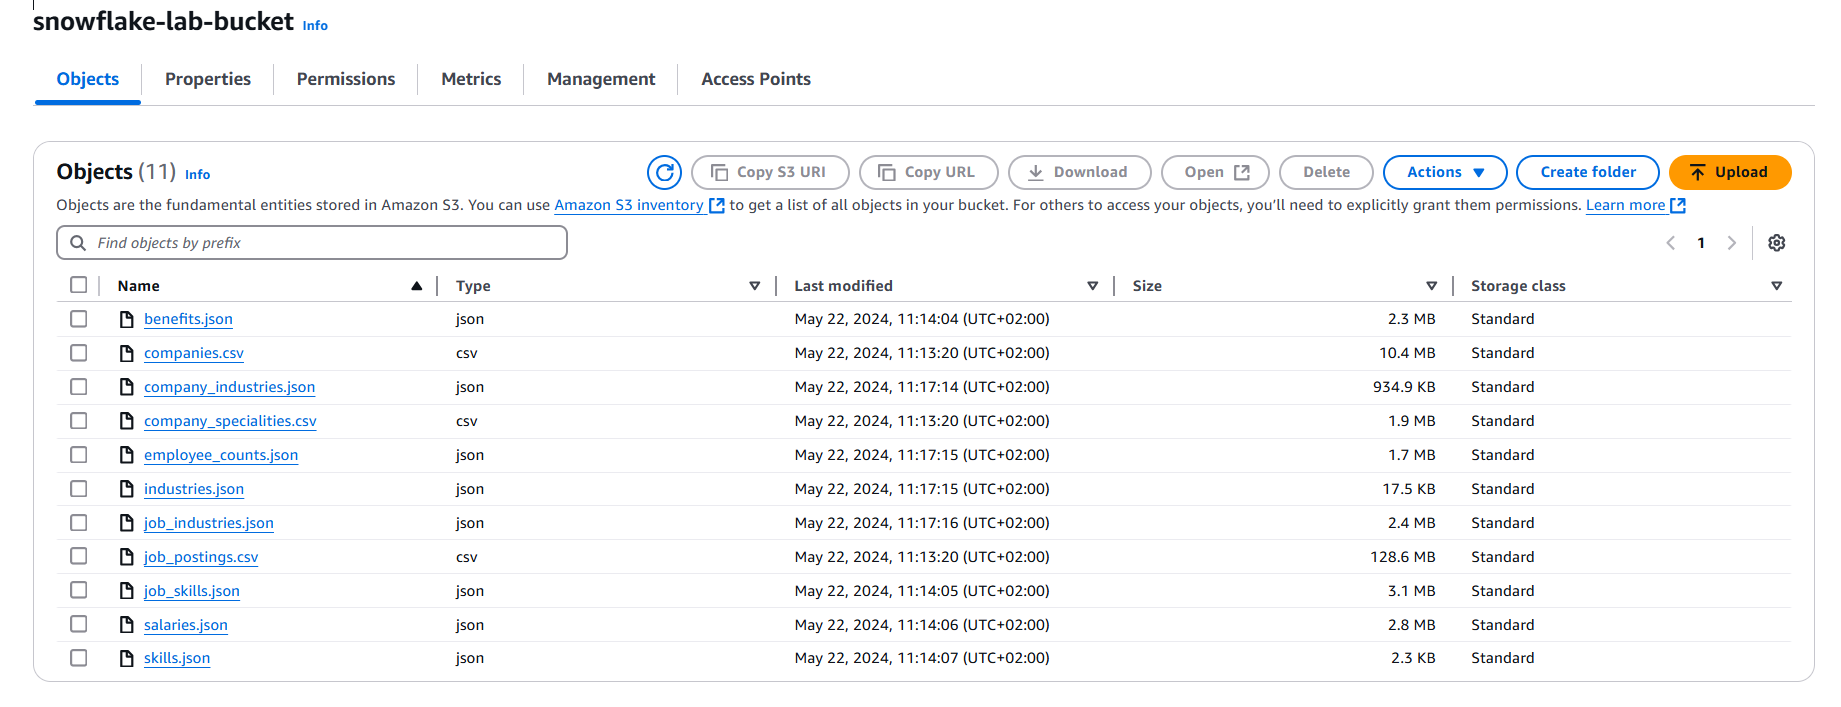 snowflake-lab-bucket Info
Objects Properties Permissions Metrics Management Access Points
Objects (11) Info Copy S3 URI Copy URL Download Open Delete Actions Create folder Upload
Objects are the fundamental entities stored in Amazon S3. You can use Amazon S3 inventory to get a list of all objects in your bucket. For others to access your objects, you'll need to explicitly grant them permissions. Learn more
Find objects by prefix 1
Name Type Last modified Size Storage class
benefits.json json May 22, 2024, 11:14:04 (UTC+02:00) 2.3 MB Standard
companies.csv csv May 22, 2024, 11:13:20 (UTC+02:00) 10.4 MB Standard
company_industries.json json May 22, 2024, 11:17:14 (UTC+02:00) 934.9 KB Standard
company_specialities.csv csv May 22, 2024, 11:13:20 (UTC+02:00) 1.9 MB Standard
employee_counts.json json May 22, 2024, 11:17:15 (UTC+02:00) 1.7 MB Standard
industries.json json May 22, 2024, 11:17:15 (UTC+02:00) 17.5 KB Standard
job_industries.json json May 22, 2024, 11:17:16 (UTC+02:00) 2.4 MB Standard
job_postings.csv csv May 22, 2024, 11:13:20 (UTC+02:00) 128.6 MB Standard
job_skills.json json May 22, 2024, 11:14:05 (UTC+02:00) 3.1 MB Standard
salaries.json json May 22, 2024, 11:14:06 (UTC+02:00) 2.8 MB Standard
skills.json json May 22, 2024, 11:14:07 (UTC+02:00) 2.3 KB Standard